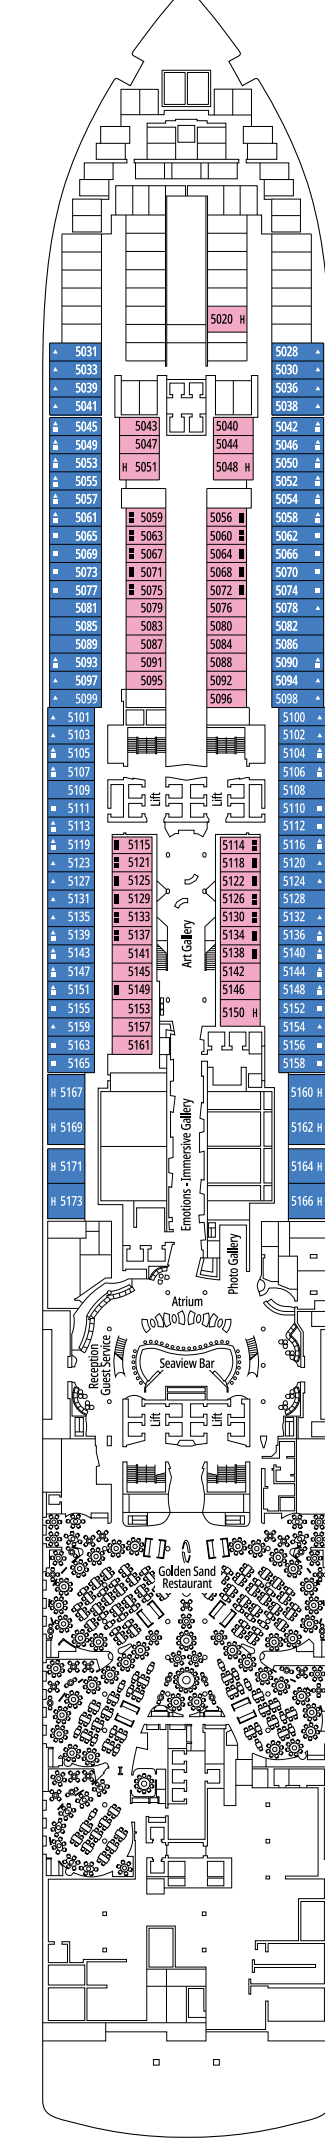 5020 H
5031 5028
5033 5030
5039 5036
5041 5038
5045 5043 5040 5042
5049 5047 5044 5046
5053 H 5051 5048 H 5050
5055 5052
5057 5054
5061 5059 5056 5058
5065 5063 5060 5062
5069 5067 5064 5066
5073 5071 5068 5070
5077 5075 5072 5074
5081 5079 5076 5078
5085 5083 5080 5082
5089 5087 5084 5086
5093 5091 5088 5090
5097 5095 5092 5094
5099 5096 5098
5101 5100
5103 5102
5105 5104
5107 5106
5109 5108
Lift Lift
5111 5110
5113 5112
5119 5115 5114 5116
5123 5121 5118 5120
5127 5125 5122 5124
5131 5129 5126 5128
5135 5133 5130 5132
5139 5137 5134 5136
5143 5141 5138 5140
5147 5145 5142 5144
5151 5149 5146 5148
5155 5153 5150 H 5152
5159 5157 5154
5163 5161 5156
5165 5158
Art Gallery
H 5167 5160 H
H 5169 5162 H
H 5171 5164 H
H 5173 5166 H
Emotions - Immersive Gallery
Photo Gallery
Atrium
Reception
Guest Service
Seaview Bar
Lift Lift
Golden Sand
Restaurant